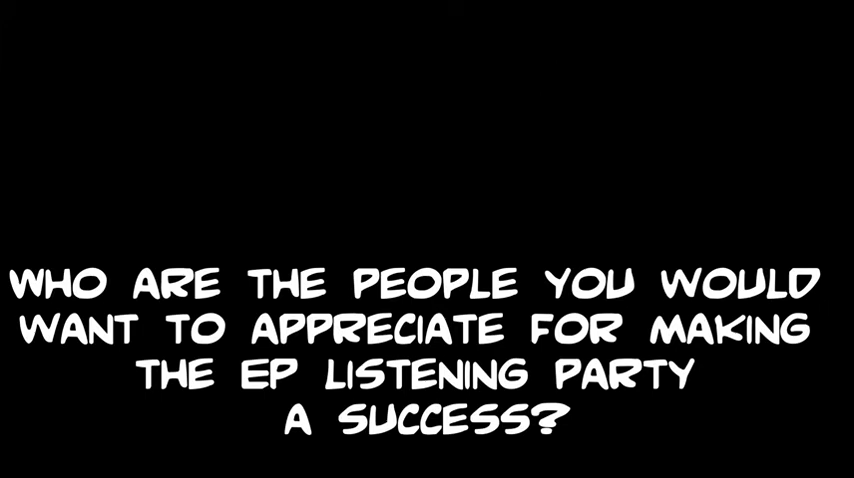 WHO ARE THE PEOPLE YOU WOULD
WANT TO APPRECIATE FOR MAKING
THE EP LISTENING PARTY
A SUCCESS?